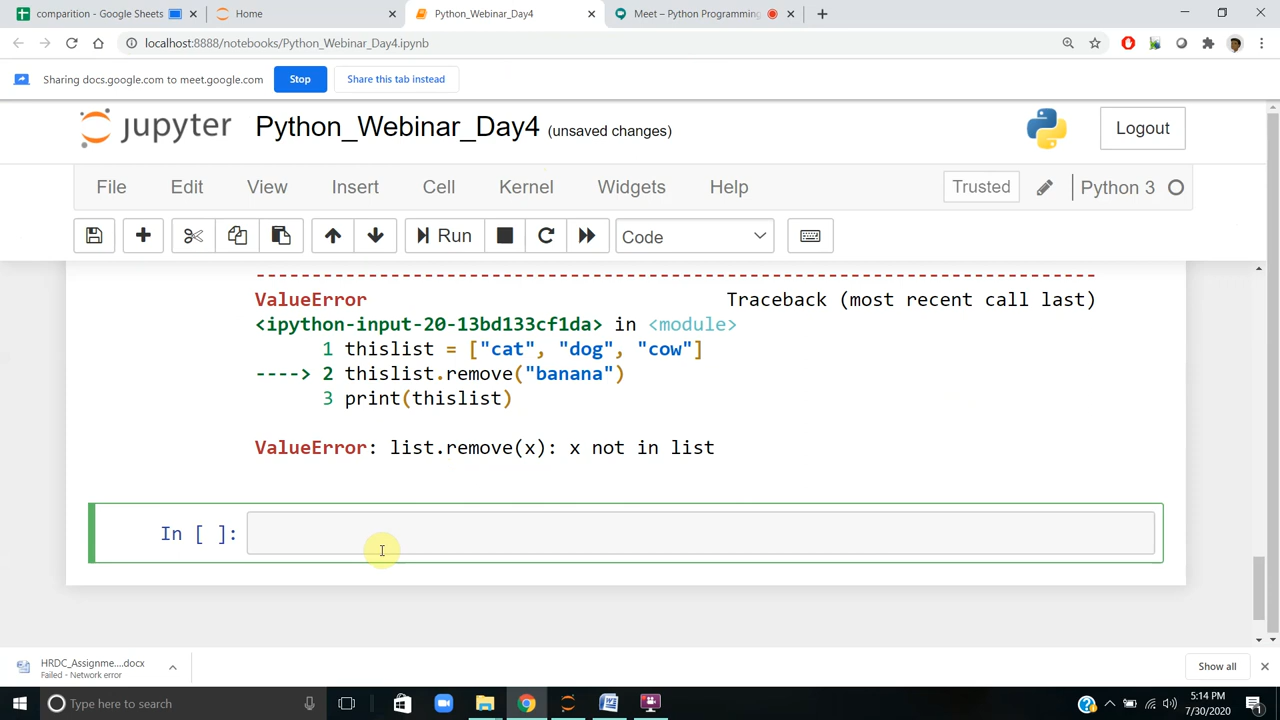 comparition - Google Sheets
Home
Python_Webinar_Day4
Meet – Python Programming
localhost:8888/notebooks/Python_Webinar_Day4.ipynb
Sharing docs.google.com to meet.google.com Stop Share this tab instead
jupyter Python_Webinar_Day4 (unsaved changes) Logout
File Edit View Insert Cell Kernel Widgets Help Trusted Python 3
Run Code
--------------------------------------------------------------------------
ValueError Traceback (most recent call last)
<ipython-input-20-13bd133cf1da> in <module>
1 thislist = ["cat", "dog", "cow"]
----> 2 thislist.remove("banana")
3 print(thislist)
ValueError: list.remove(x): x not in list
In [ ]:
HRDC_Assignme....docx
Failed - Network error
Show all
Type here to search
5:14 PM
7/30/2020
1